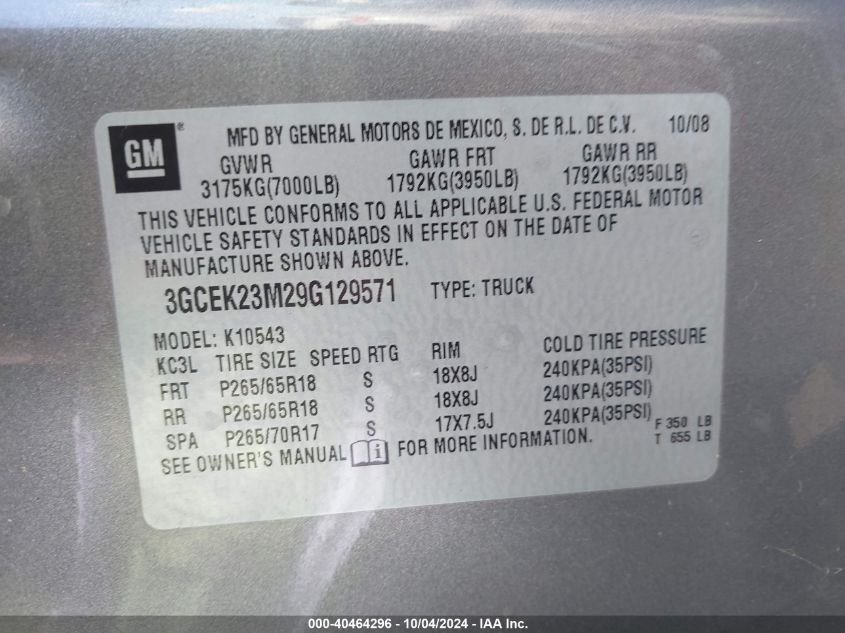 GM®
MFD BY GENERAL MOTORS DE MEXICO, S. DE R.L. DE C.V. 10/08
GVWR GAWR FRT GAWR RR
3175KG(7000LB) 1792KG(3950LB) 1792KG(3950LB)
THIS VEHICLE CONFORMS TO ALL APPLICABLE U.S. FEDERAL MOTOR
VEHICLE SAFETY STANDARDS IN EFFECT ON THE DATE OF
MANUFACTURE SHOWN ABOVE.
3GCEK23M29G129571 TYPE: TRUCK
MODEL: K10543
KC3L TIRE SIZE SPEED RTG RIM COLD TIRE PRESSURE
FRT P265/65R18 S 18X8J 240KPA(35PSI)
RR P265/65R18 S 18X8J 240KPA(35PSI)
SPA P265/70R17 S 17X7.5J 240KPA(35PSI) F 350 LB
SEE OWNER'S MANUAL i FOR MORE INFORMATION. T 655 LB
000-40464296 - 10/04/2024 - IAA Inc.